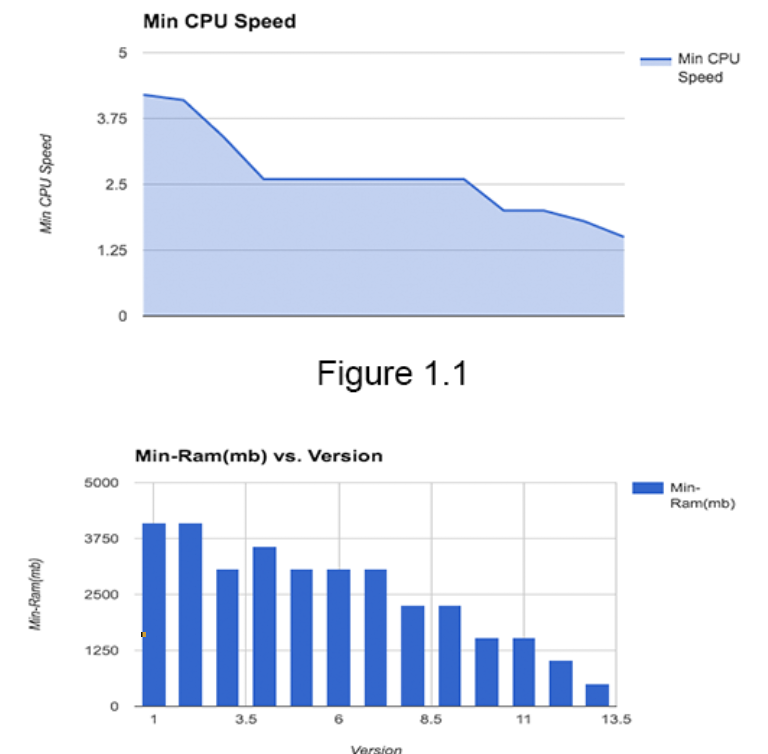 Min CPU Speed
5
Min CPU
Speed
3.75
Min CPU Speed
2.5
1.25
0
Figure 1.1
Min-Ram(mb) vs. Version
5000
Min-
Ram(mb)
3750
Min-Ram(mb)
2500
1250
0
1 3.5 6 8.5 11 13.5
Version